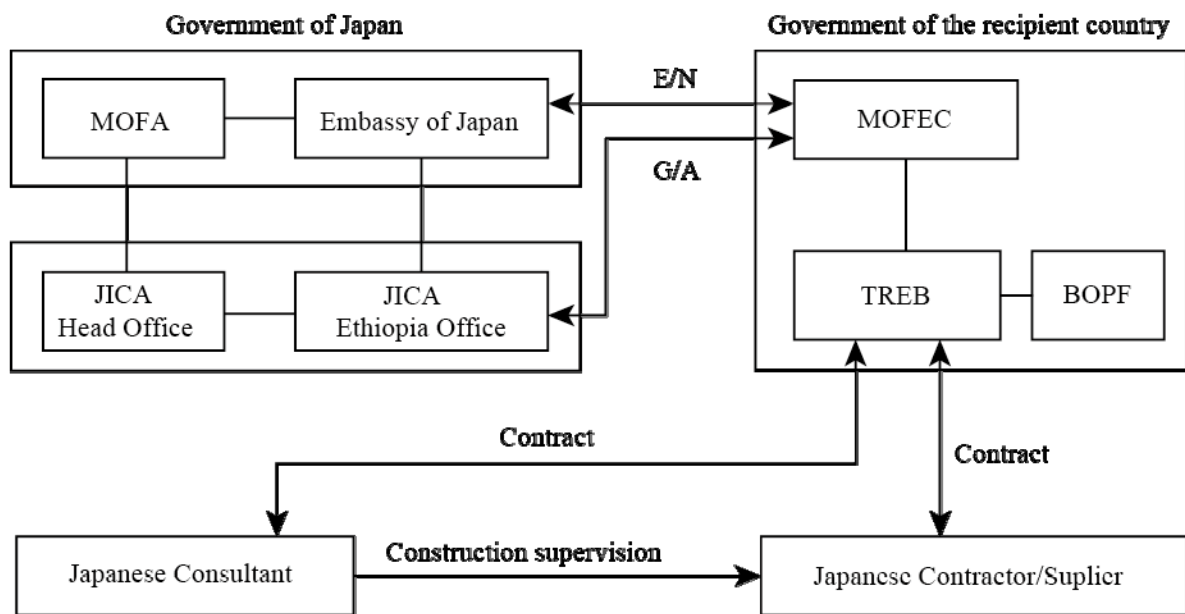 Government of Japan
Government of the recipient country
MOFA
Embassy of Japan
E/N
MOFEC
G/A
JICA
Head Office
JICA
Ethiopia Office
TREB
BOPF
Contract
Contract
Japanese Consultant
Construction supervision
Japanese Contractor/Suplier